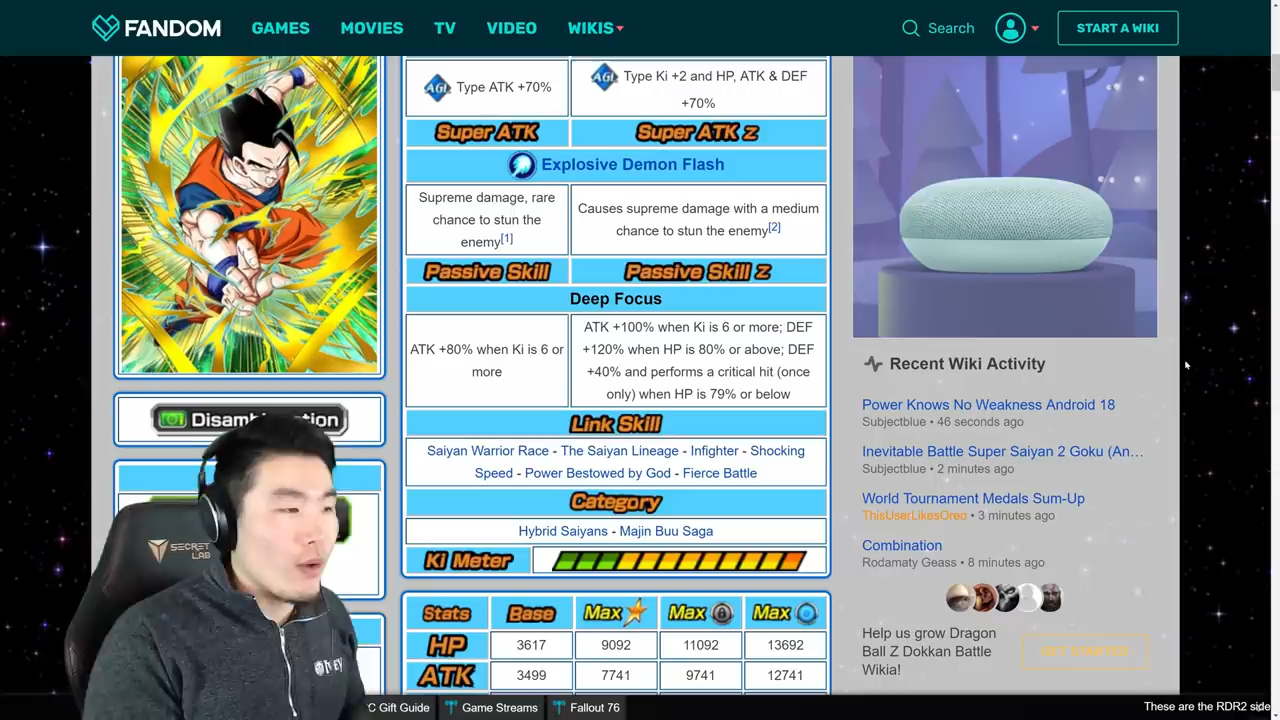 FANDOM GAMES MOVIES TV VIDEO WIKIS Search START A WIKI
AGL Type ATK +70%
AGL Type Ki +2 and HP, ATK & DEF
+70%
Super ATK Super ATK Z
Explosive Demon Flash
Supreme damage, rare
chance to stun the
enemy[1]
Causes supreme damage with a medium
chance to stun the enemy[2]
Passive Skill Passive Skill Z
Deep Focus
ATK +80% when Ki is 6 or
more
ATK +100% when Ki is 6 or more; DEF
+120% when HP is 80% or above; DEF
+40% and performs a critical hit (once
only) when HP is 79% or below
Link Skill
Saiyan Warrior Race - The Saiyan Lineage - Infighter - Shocking
Speed - Power Bestowed by God - Fierce Battle
Category
Hybrid Saiyans - Majin Buu Saga
Ki Meter
Stats Base Max Max Max
HP 3617 9092 11092 13692
ATK 3499 7741 9741 12741
Recent Wiki Activity
Power Knows No Weakness Android 18
Subjectblue • 46 seconds ago
Inevitable Battle Super Saiyan 2 Goku (An...
Subjectblue • 2 minutes ago
World Tournament Medals Sum-Up
ThisUserLikesOreo • 3 minutes ago
Combination
Rodamaty Geass • 8 minutes ago
Help us grow Dragon
Ball Z Dokkan Battle
Wikia!
GET STARTED
SECRET
LAB
C Gift Guide Game Streams Fallout 76 These are the RDR2 side